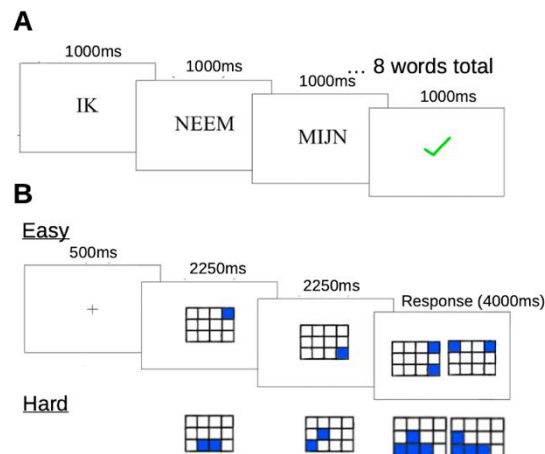 A
1000ms
IK
1000ms
NEEM
1000ms
MIJN
... 8 words total
1000ms
B
Easy
500ms
2250ms
2250ms
Response (4000ms)
Hard